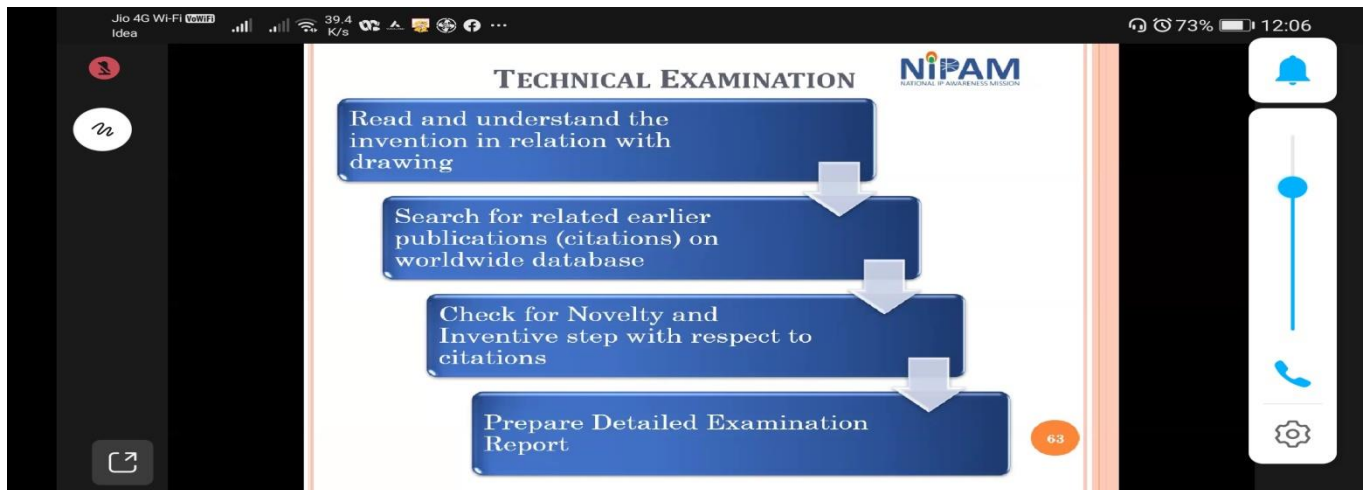 Jio 4G Wi-Fi VoWiFi
Idea
39.4
K/s
73%
12:06
TECHNICAL EXAMINATION
NIPAM
NATIONAL IP AWARENESS MISSION
Read and understand the
invention in relation with
drawing
Search for related earlier
publications (citations) on
worldwide database
Check for Novelty and
Inventive step with respect to
citations
Prepare Detailed Examination
Report
63